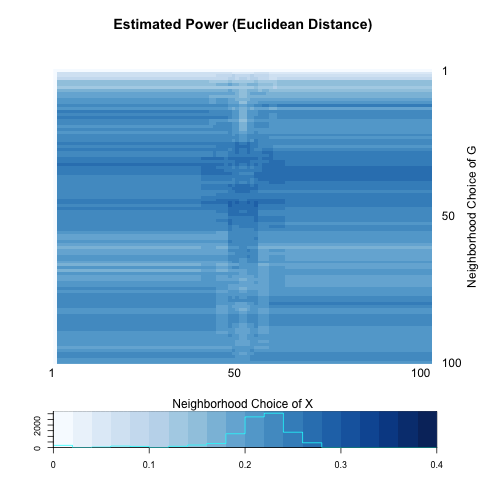 Estimated Power (Euclidean Distance)
1
50
100
Neighborhood Choice of G
1 50 100
Neighborhood Choice of X
0 2000
0 0.1 0.2 0.3 0.4